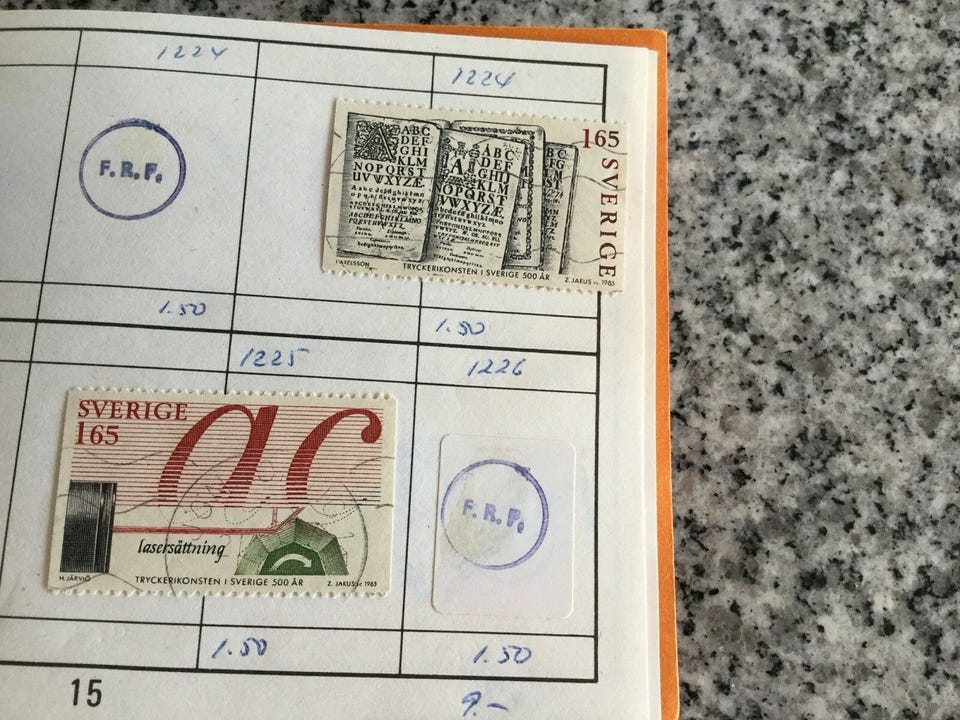 1224
1224
F.R.F.
165 SVERIGE
ABC
DEF
GHI
KLM
NOPQRST
UVWXYZÆ
ABC
DEF
GHI
KLM
NOPQRST
UVWXYZÆ
I. AXELSSON
TRYCKERIKONSTEN I SVERIGE 500 ÅR
Z. JAKUS sc 1983
1.50
1.50
1225
1226
SVERIGE
165
ac
lasersättning
H. JÄRVIÖ
TRYCKERIKONSTEN I SVERIGE 500 ÅR
Z. JAKUS sc 1983
F.R.F.
1.50
1.50
15
9.-